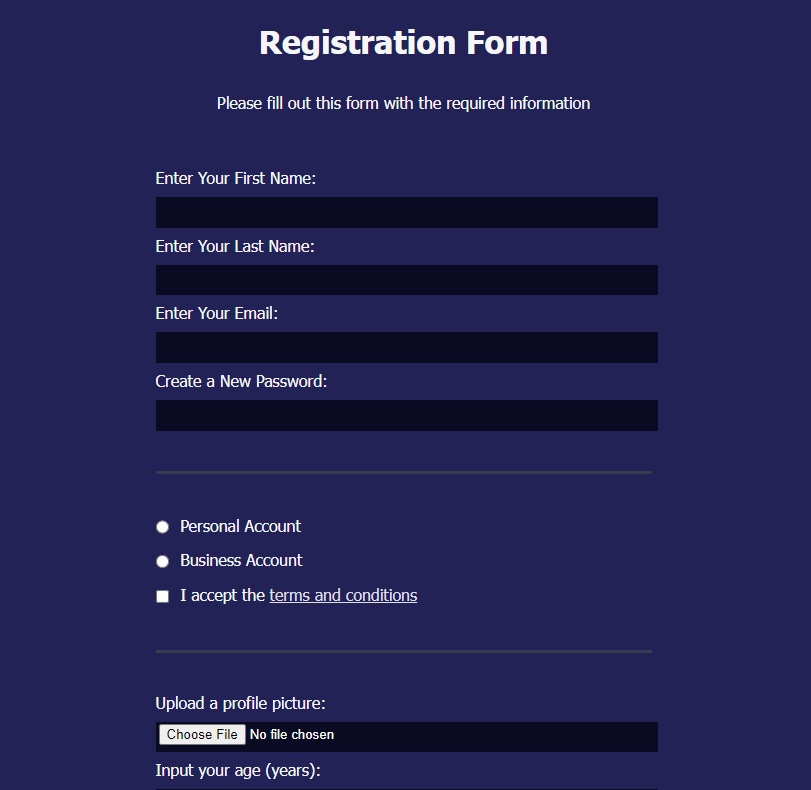 Registration Form
Please fill out this form with the required information
Enter Your First Name:
Enter Your Last Name:
Enter Your Email:
Create a New Password:
Personal Account
Business Account
I accept the terms and conditions
Upload a profile picture:
Choose File No file chosen
Input your age (years):